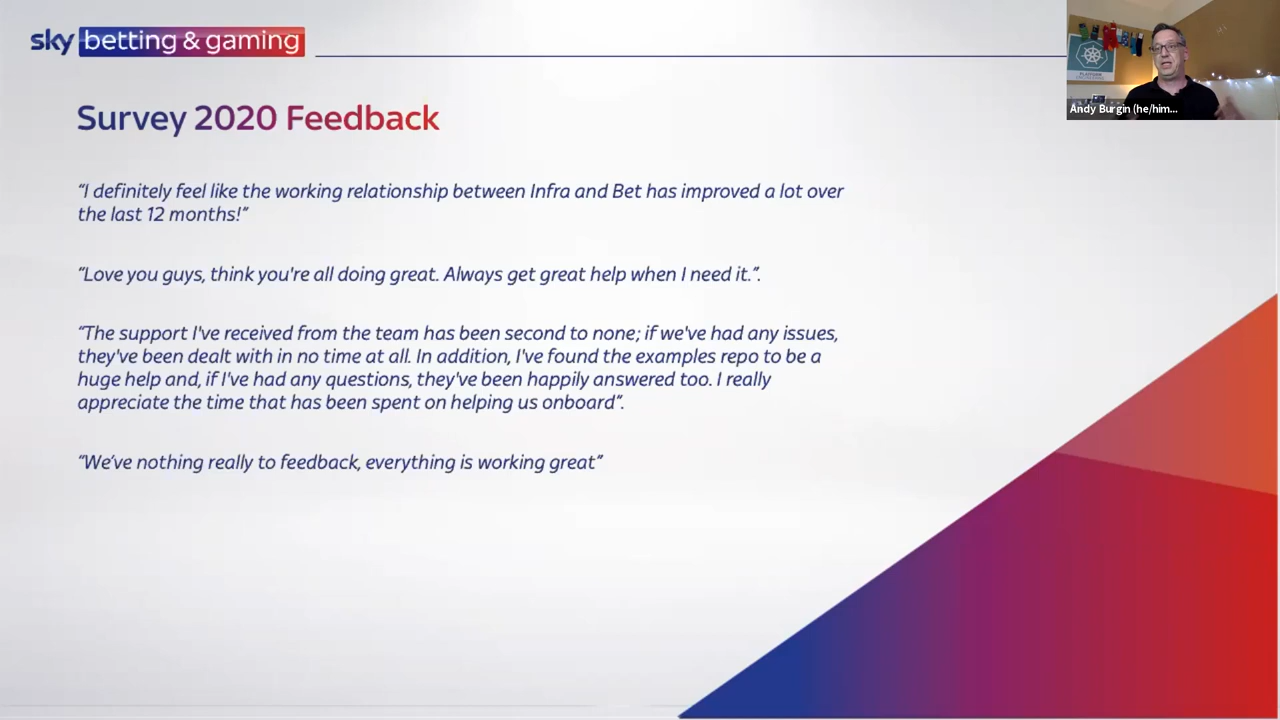 sky betting & gaming
Andy Burgin (he/him...
Survey 2020 Feedback
“I definitely feel like the working relationship between Infra and Bet has improved a lot over
the last 12 months!”
“Love you guys, think you're all doing great. Always get great help when I need it.”.
“The support I've received from the team has been second to none; if we've had any issues,
they've been dealt with in no time at all. In addition, I've found the examples repo to be a
huge help and, if I've had any questions, they've been happily answered too. I really
appreciate the time that has been spent on helping us onboard”.
“We’ve nothing really to feedback, everything is working great”